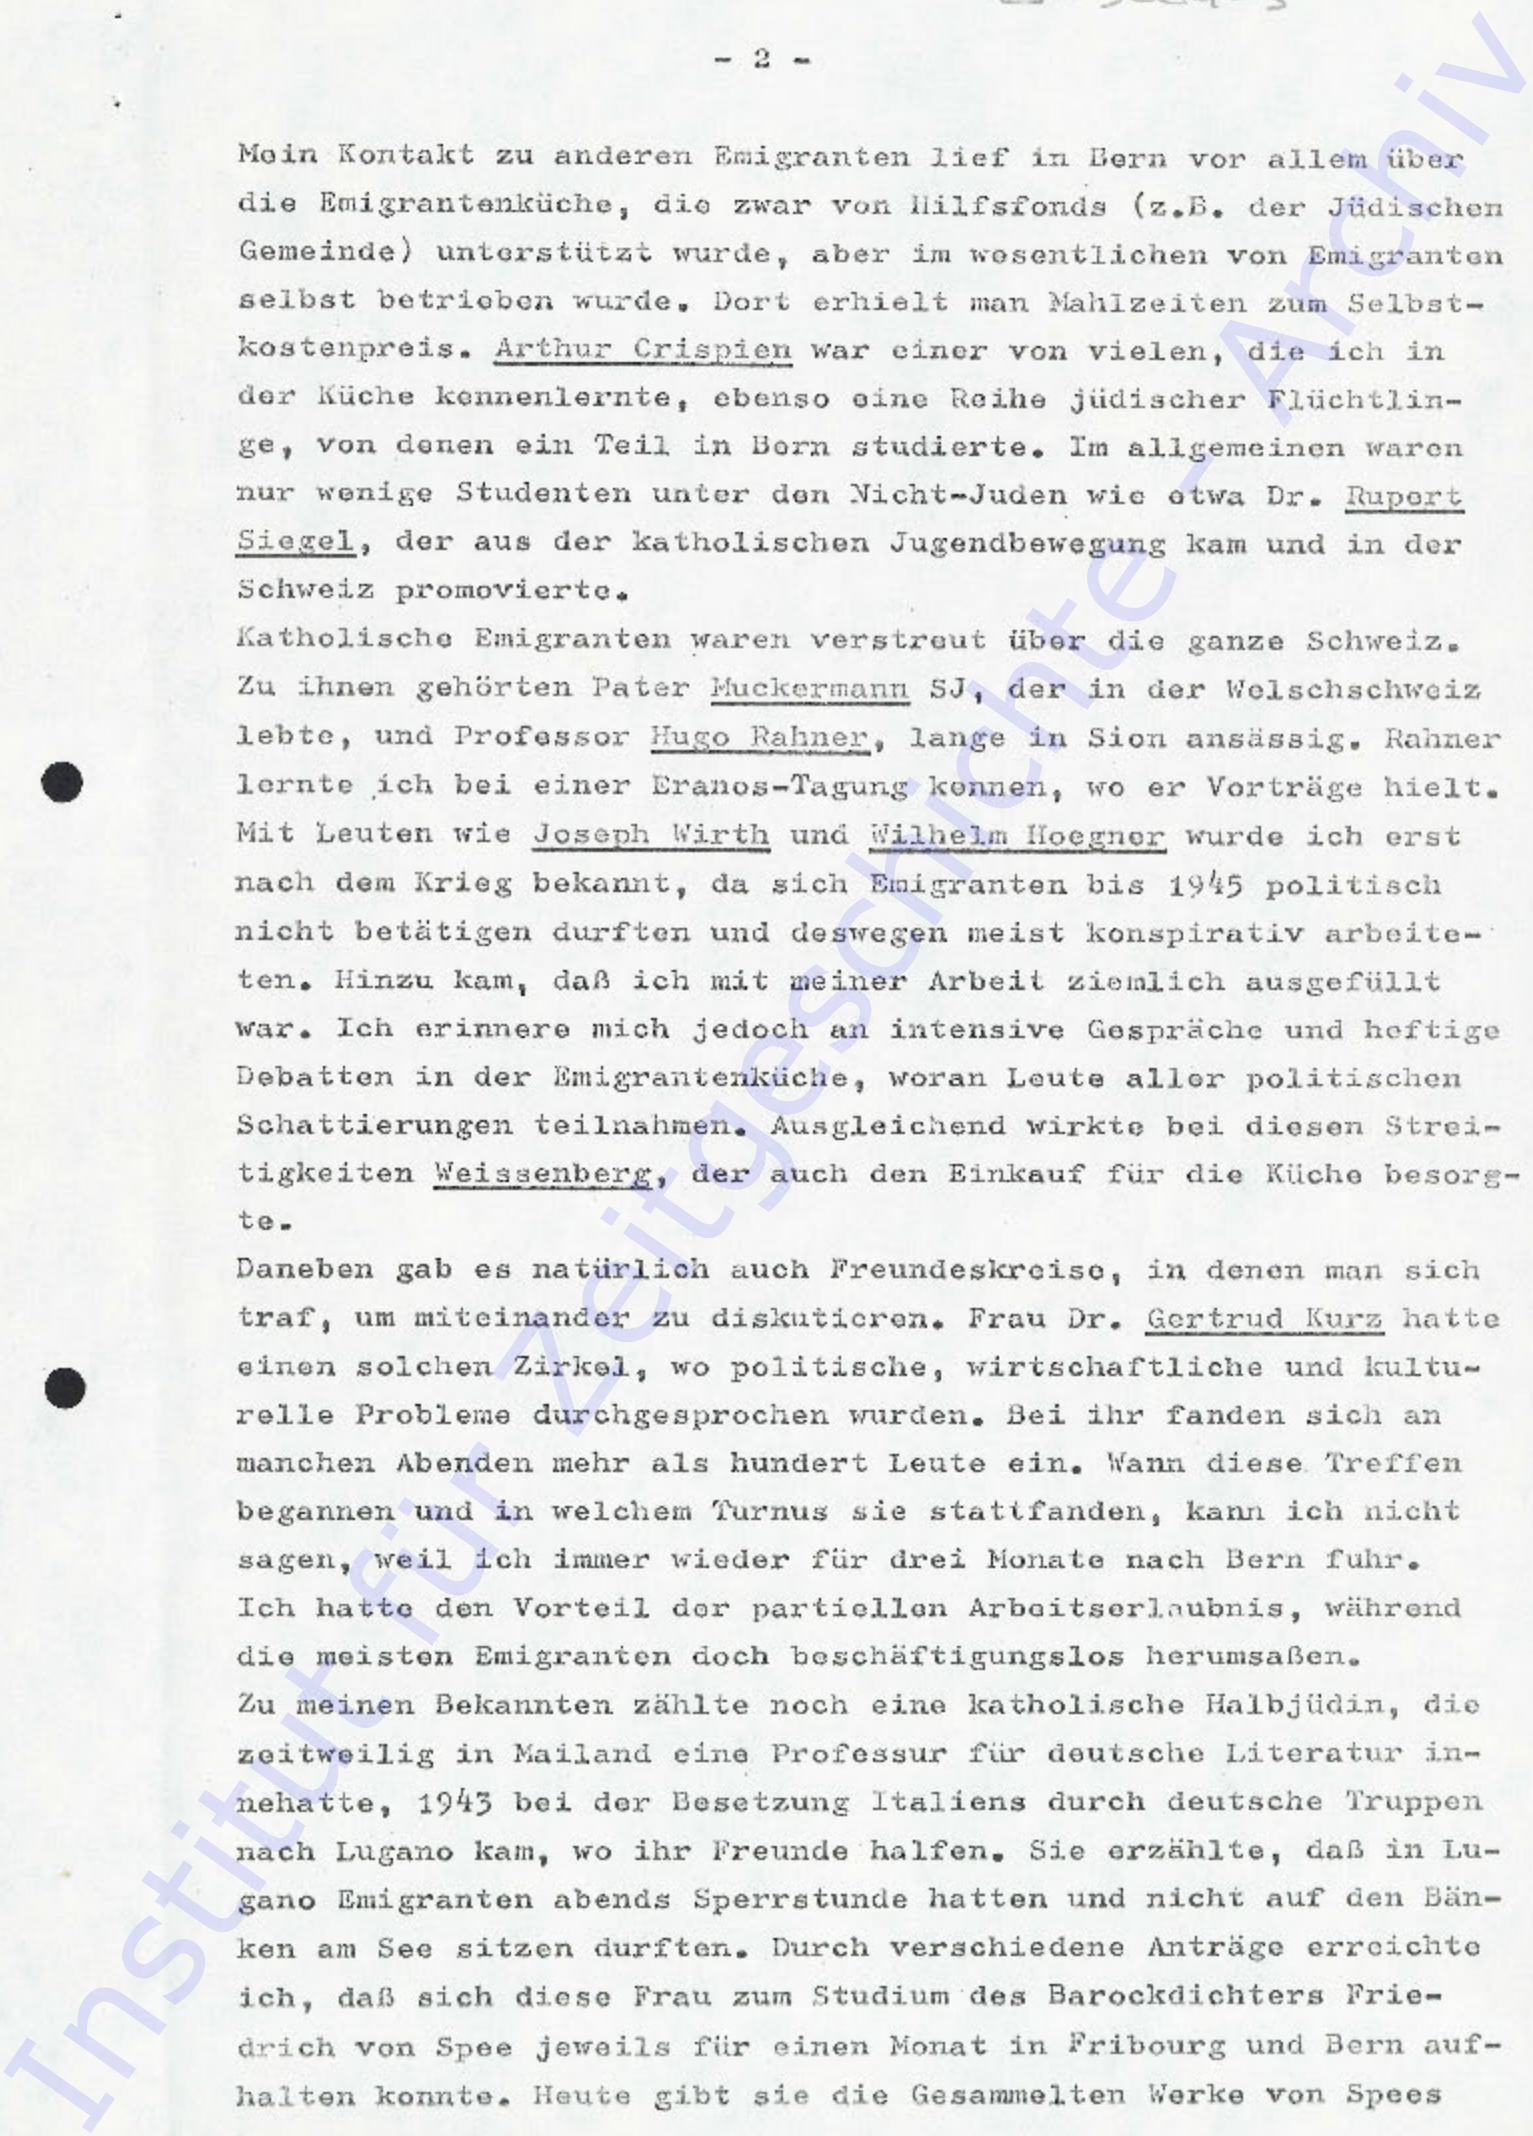 - 2 -
Mein Kontakt zu anderen Emigranten lief in Bern vor allem über
die Emigrantenküche, die zwar von Hilfsfonds (z.B. der Jüdischen
Gemeinde) unterstützt wurde, aber im wesentlichen von Emigranten
selbst betrieben wurde. Dort erhielt man Mahlzeiten zum Selbst-
kostenpreis. Arthur Crispien war einer von vielen, die ich in
der Küche kennenlernte, ebenso eine Reihe jüdischer Flüchtlin-
ge, von denen ein Teil in Bern studierte. Im allgemeinen waren
nur wenige Studenten unter den Nicht-Juden wie etwa Dr. Rupert
Siegel, der aus der katholischen Jugendbewegung kam und in der
Schweiz promovierte.
Katholische Emigranten waren verstreut über die ganze Schweiz.
Zu ihnen gehörten Pater Muckermann SJ, der in der Welschschweiz
lebte, und Professor Hugo Rahner, lange in Sion ansässig. Rahner
lernte ich bei einer Eranos-Tagung kennen, wo er Vorträge hielt.
Mit Leuten wie Joseph Wirth und Wilhelm Hoegner wurde ich erst
nach dem Krieg bekannt, da sich Emigranten bis 1945 politisch
nicht betätigen durften und deswegen meist konspirativ arbeite-
ten. Hinzu kam, daß ich mit meiner Arbeit ziemlich ausgefüllt
war. Ich erinnere mich jedoch an intensive Gespräche und heftige
Debatten in der Emigrantenküche, woran Leute aller politischen
Schattierungen teilnahmen. Ausgleichend wirkte bei diesen Strei-
tigkeiten Weissenberg, der auch den Einkauf für die Küche besorg-
te.
Daneben gab es natürlich auch Freundeskreise, in denen man sich
traf, um miteinander zu diskutieren. Frau Dr. Gertrud Kurz hatte
einen solchen Zirkel, wo politische, wirtschaftliche und kultu-
relle Probleme durchgesprochen wurden. Bei ihr fanden sich an
manchen Abenden mehr als hundert Leute ein. Wann diese Treffen
begannen und in welchem Turnus sie stattfanden, kann ich nicht
sagen, weil ich immer wieder für drei Monate nach Bern fuhr.
Ich hatte den Vorteil der partiellen Arbeitserlaubnis, während
die meisten Emigranten doch beschäftigungslos herumsaßen.
Zu meinen Bekannten zählte noch eine katholische Halbjüdin, die
zeitweilig in Mailand eine Professur für deutsche Literatur in-
nehatte, 1943 bei der Besetzung Italiens durch deutsche Truppen
nach Lugano kam, wo ihr Freunde halfen. Sie erzählte, daß in Lu-
gano Emigranten abends Sperrstunde hatten und nicht auf den Bän-
ken am See sitzen durften. Durch verschiedene Anträge erreichte
ich, daß sich diese Frau zum Studium des Barockdichters Frie-
drich von Spee jeweils für einen Monat in Fribourg und Bern auf-
halten konnte. Heute gibt sie die Gesammelten Werke von Spees
Institut für Zeitgeschichte - Archiv